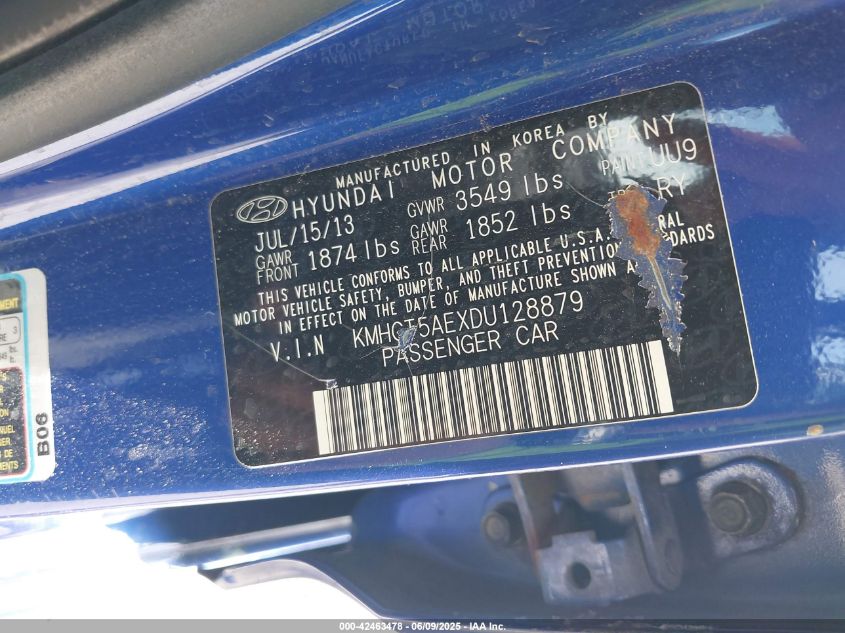 MANUFACTURED IN KOREA BY
HYUNDAI MOTOR COMPANY
JUL/15/13 GVWR 3549 lbs PAINT UU9
GAWR FRONT 1874 lbs GAWR REAR 1852 lbs RY
THIS VEHICLE CONFORMS TO ALL APPLICABLE U.S.A.
MOTOR VEHICLE SAFETY, BUMPER, AND THEFT PREVENTION
IN EFFECT ON THE DATE OF MANUFACTURE SHOWN
V.I.N KMHCT5AEXDU128879
PASSENGER CAR
B06
000-42463478 - 06/09/2025 - IAA Inc.